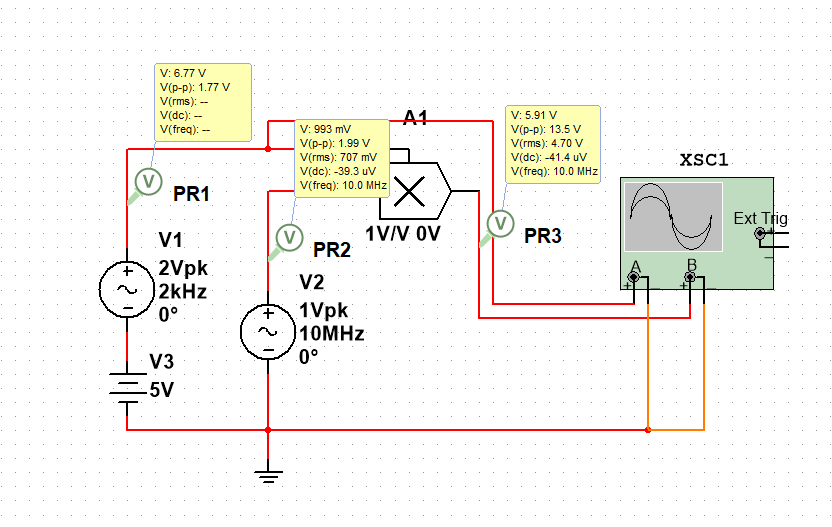 V: 6.77 V
V(p-p): 1.77 V
V(rms): --
V(dc): --
V(freq): --
PR1
V: 993 mV
V(p-p): 1.99 V
V(rms): 707 mV
V(dc): -39.3 uV
V(freq): 10.0 MHz
PR2
A1
1V/V 0V
V: 5.91 V
V(p-p): 13.5 V
V(rms): 4.70 V
V(dc): -41.4 uV
V(freq): 10.0 MHz
PR3
XSC1
Ext Trig
A
B
V1
2Vpk
2kHz
0°
V2
1Vpk
10MHz
0°
V3
5V
V
V
V